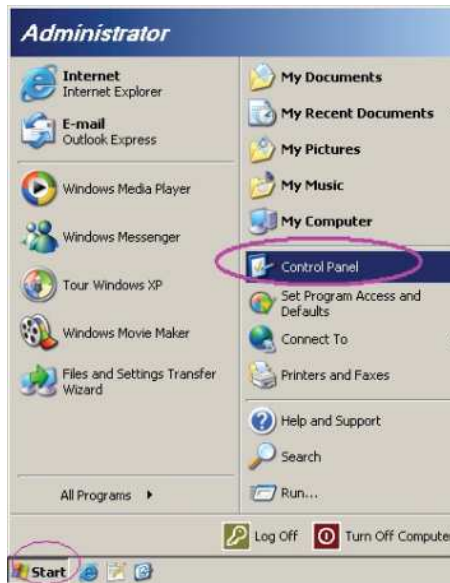 Administrator
Internet
Internet Explorer
E-mail
Outlook Express
Windows Media Player
Windows Messenger
Tour Windows XP
Windows Movie Maker
Files and Settings Transfer
Wizard
All Programs
My Documents
My Recent Documents
My Pictures
My Music
My Computer
Control Panel
Set Program Access and
Defaults
Connect To
Printers and Faxes
Help and Support
Search
Run...
Log Off
Turn Off Computer
Start